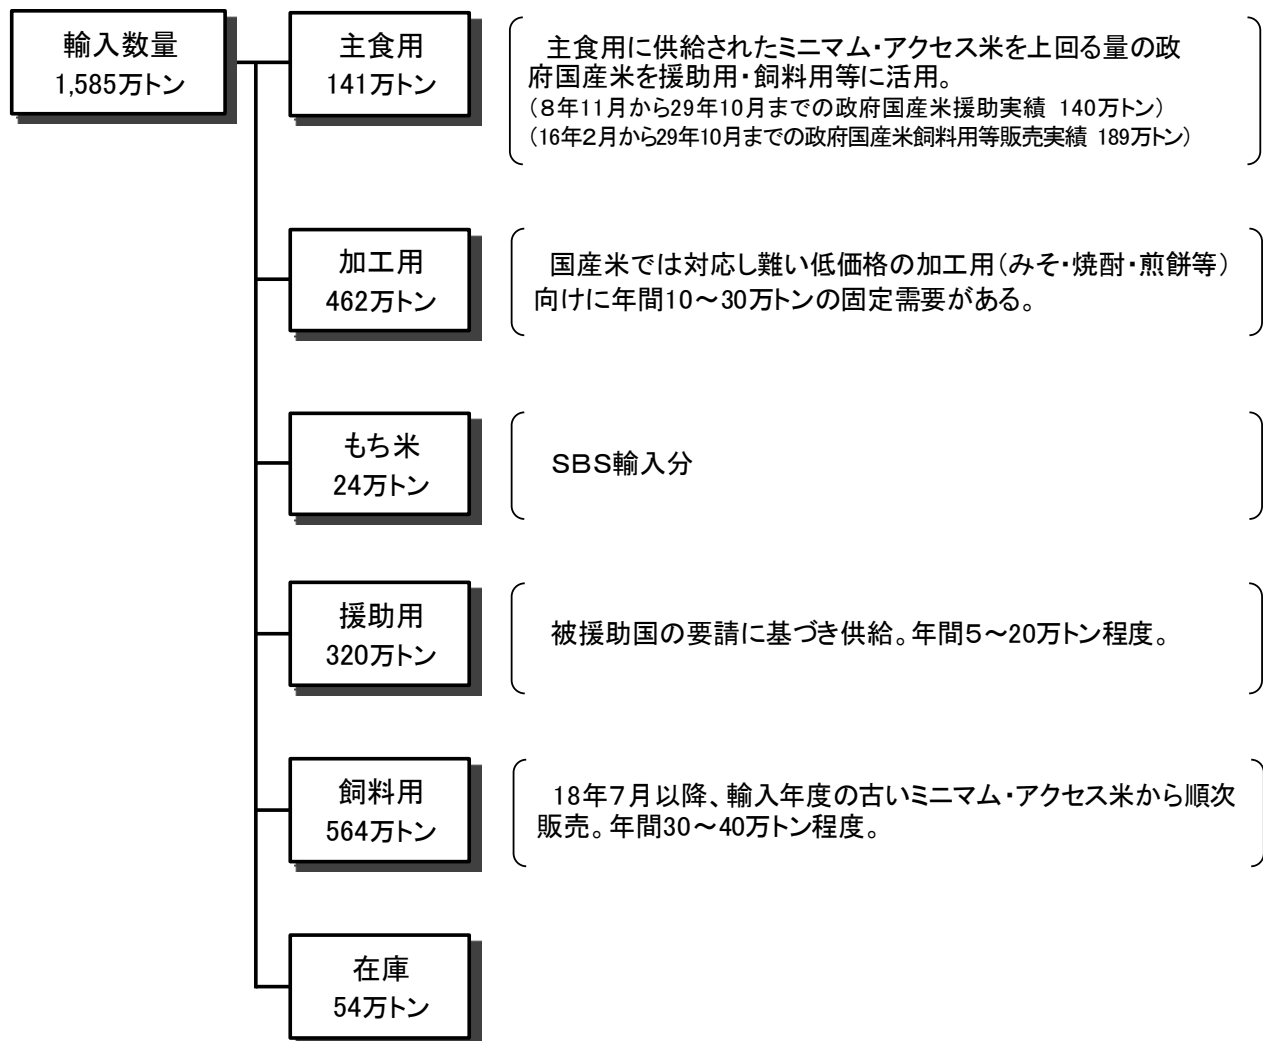 輸入数量
1,585万トン
主食用
141万トン
主食用に供給されたミニマム・アクセス米を上回る量の政
府国産米を援助用・飼料用等に活用。
(８年11月から29年10月までの政府国産米援助実績 140万トン)
(16年２月から29年10月までの政府国産米飼料用等販売実績 189万トン)
加工用
462万トン
国産米では対応し難い低価格の加工用(みそ・焼酎・煎餅等)
向けに年間10～30万トンの固定需要がある。
もち米
24万トン
ＳＢＳ輸入分
援助用
320万トン
被援助国の要請に基づき供給。年間５～20万トン程度。
飼料用
564万トン
18年７月以降、輸入年度の古いミニマム・アクセス米から順次
販売。年間30～40万トン程度。
在庫
54万トン